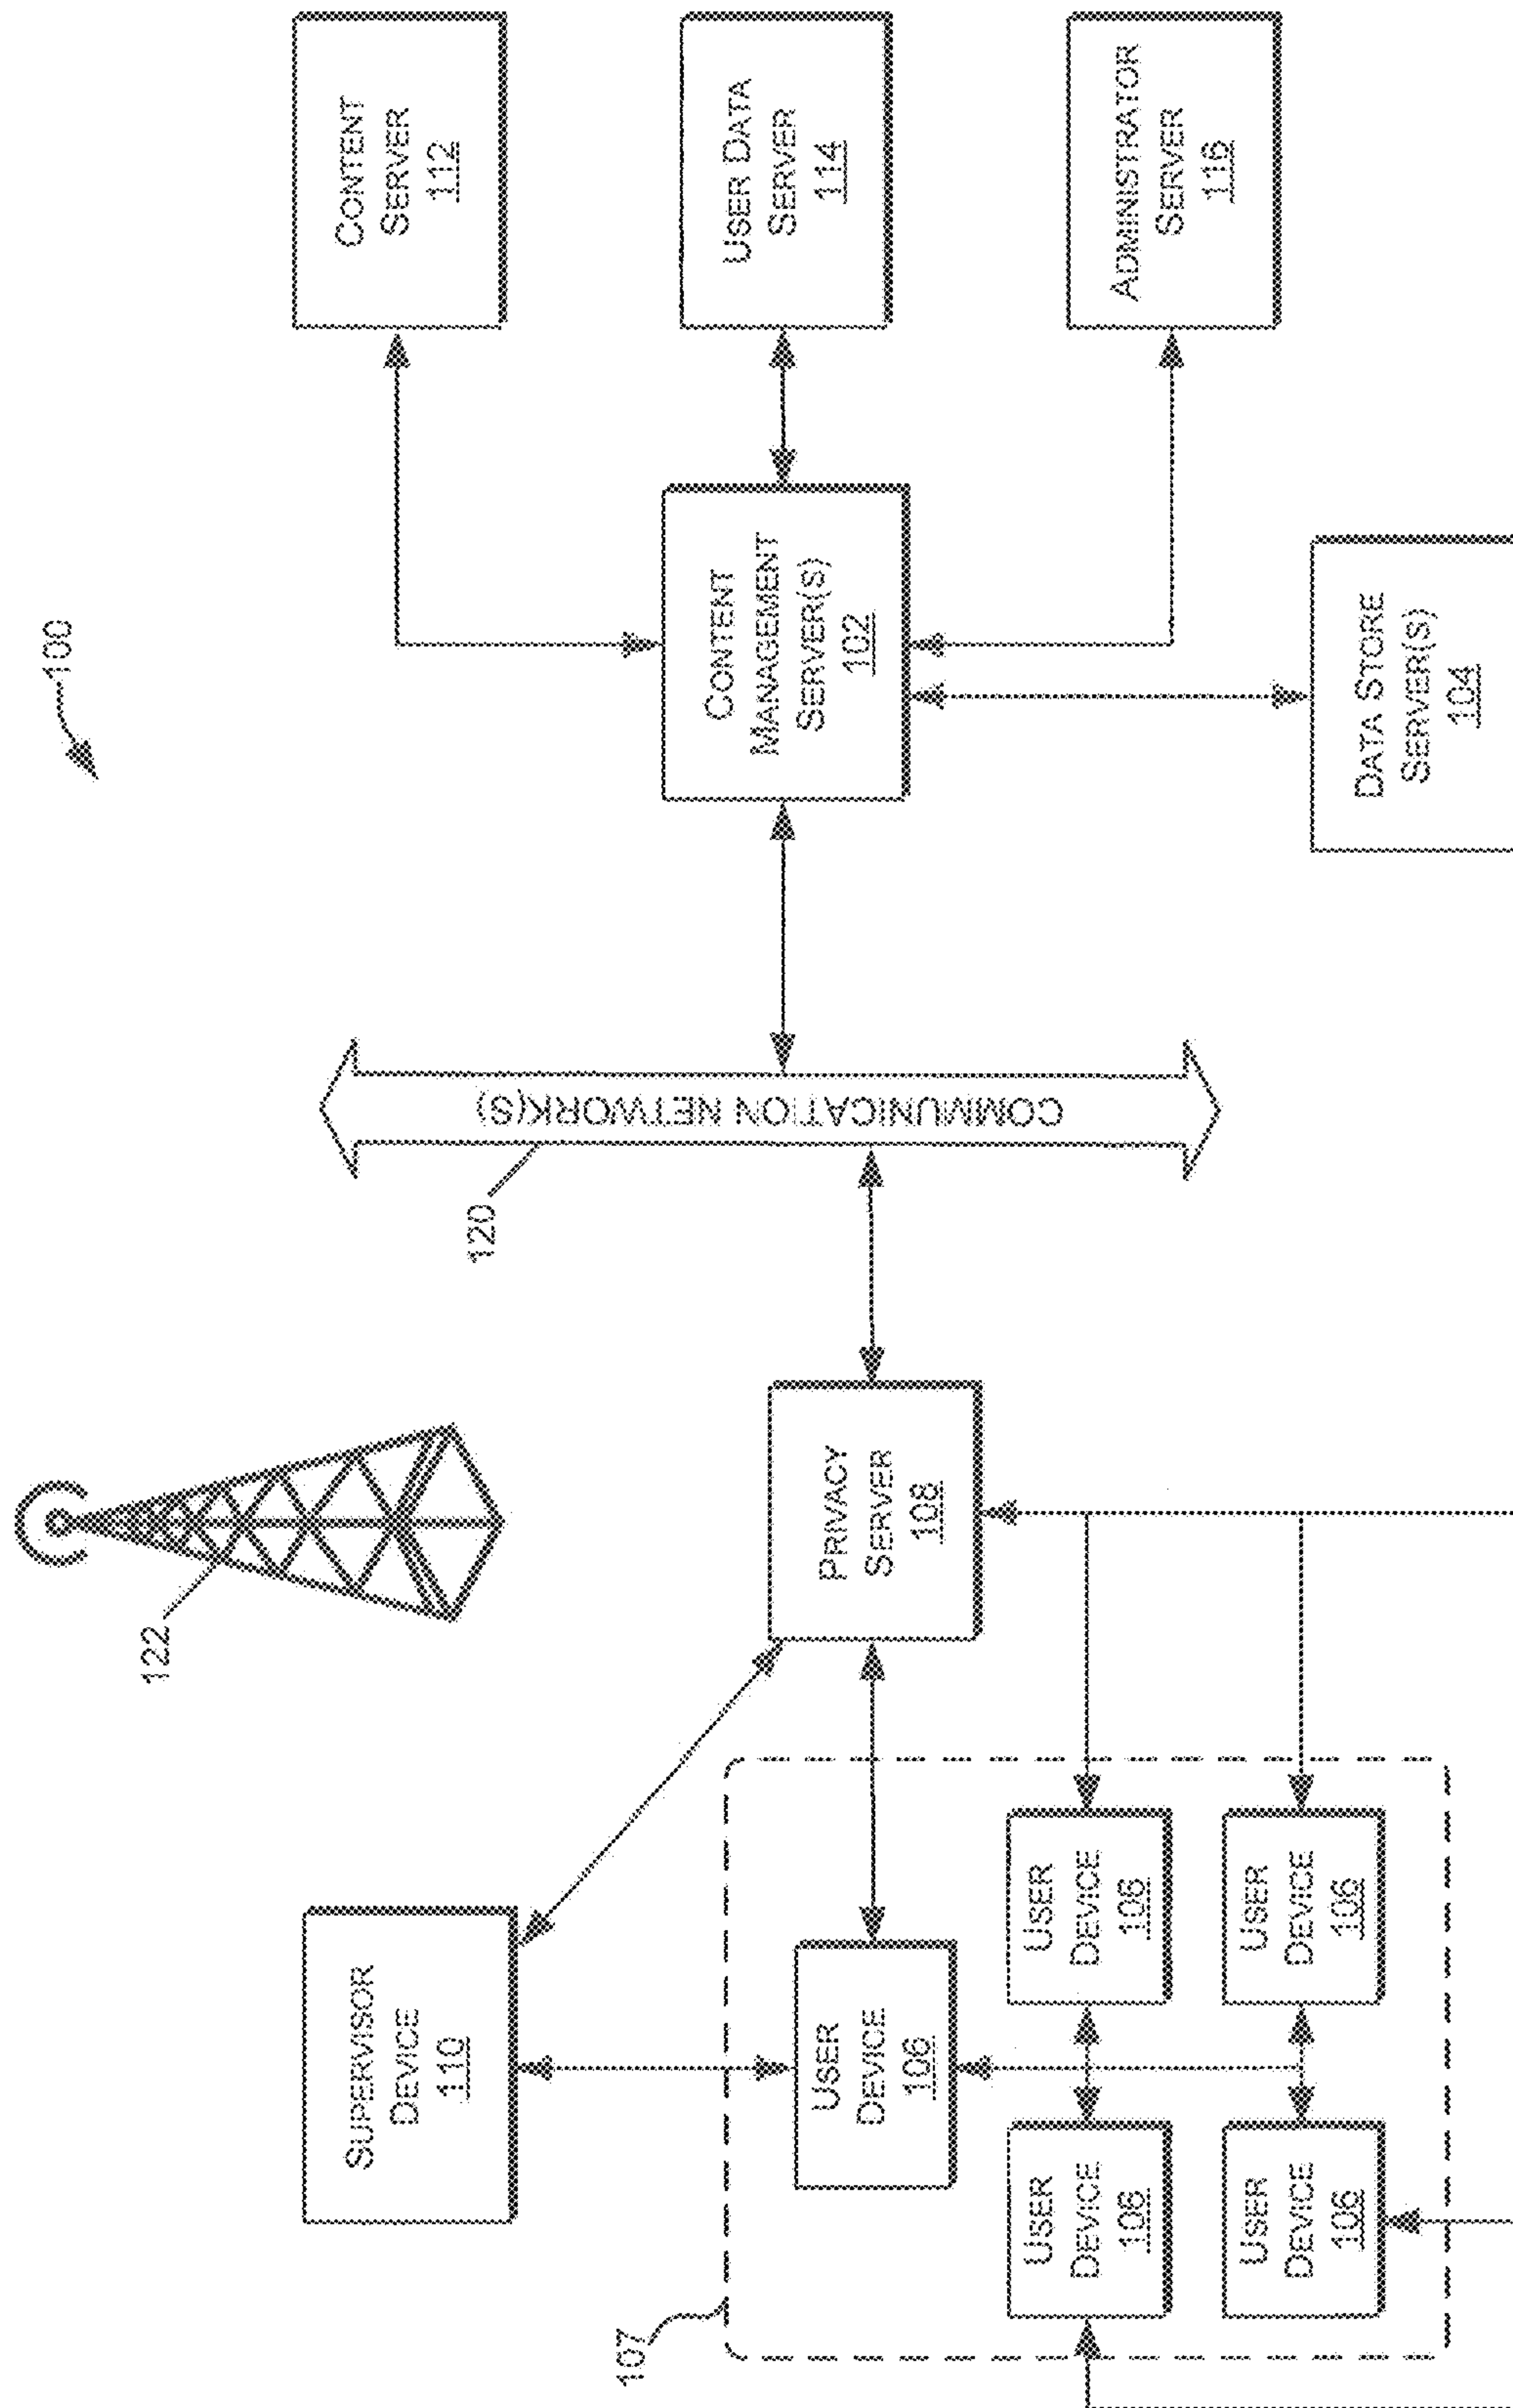 100
122
120
107
SUPERVISOR
DEVICE
110
PRIVACY
SERVER
108
COMMUNICATION NETWORK(S)
CONTENT
MANAGEMENT
SERVER(S)
102
CONTENT
SERVER
112
USER DATA
SERVER
114
ADMINISTRATOR
SERVER
116
DATA STORE
SERVER(S)
104
USER
DEVICE
106
USER
DEVICE
106
USER
DEVICE
106
USER
DEVICE
106
USER
DEVICE
106